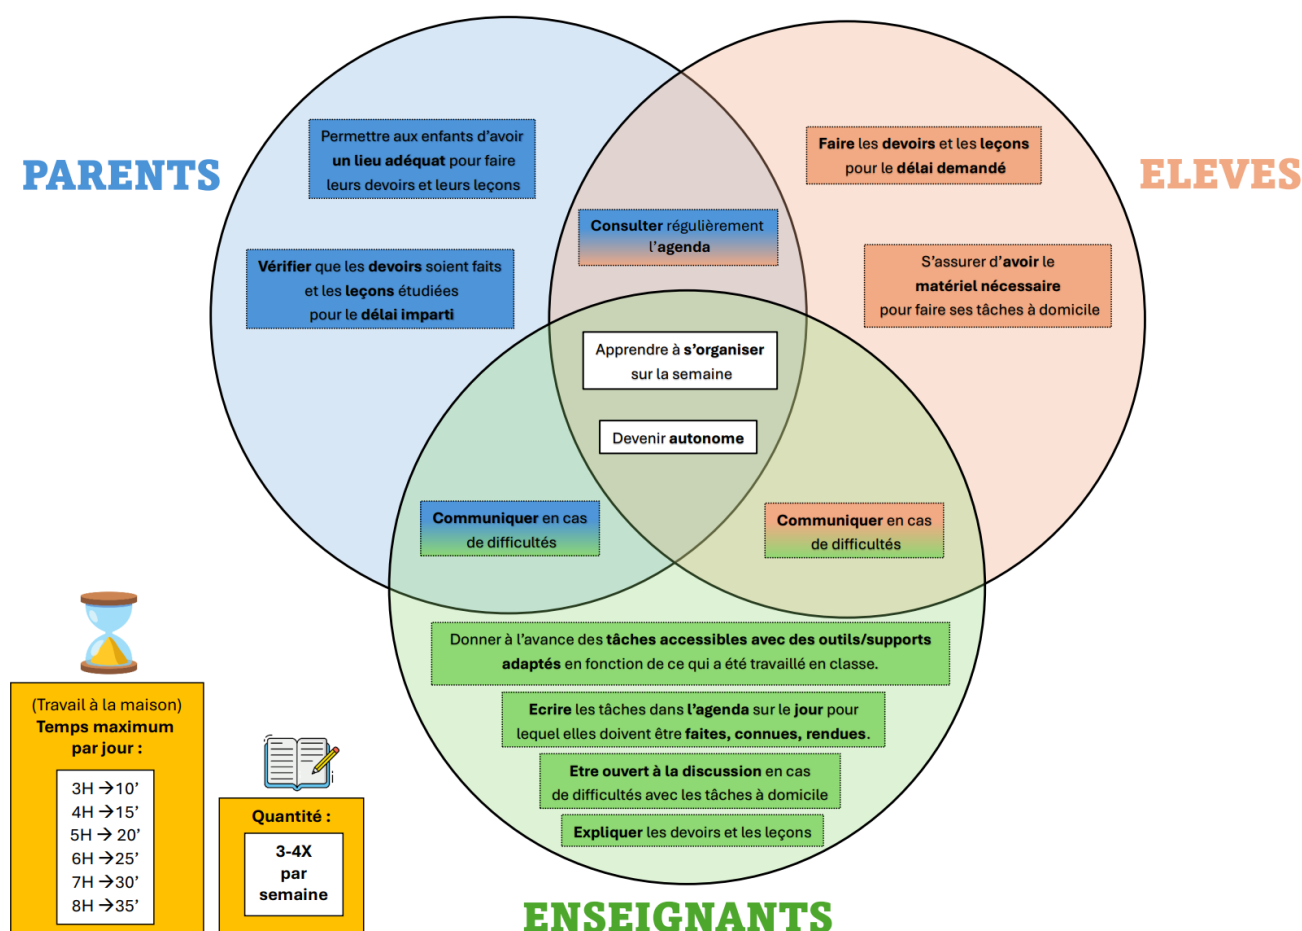 PARENTS
ELEVES
Permettre aux enfants d’avoir
un lieu adéquat pour faire
leurs devoirs et leurs leçons
Vérifier que les devoirs soient faits
et les leçons étudiées
pour le délai imparti
Consulter régulièrement
l’agenda
Faire les devoirs et les leçons
pour le délai demandé
S’assurer d’avoir le
matériel nécessaire
pour faire ses tâches à domicile
Apprendre à s’organiser
sur la semaine
Devenir autonome
Communiquer en cas
de difficultés
Communiquer en cas
de difficultés
Donner à l’avance des tâches accessibles avec des outils/supports
adaptés en fonction de ce qui a été travaillé en classe.
Ecrire les tâches dans l’agenda sur le jour pour
lequel elles doivent être faites, connues, rendues.
Etre ouvert à la discussion en cas
de difficultés avec les tâches à domicile
Expliquer les devoirs et les leçons
ENSEIGNANTS
(Travail à la maison)
Temps maximum
par jour :
3H →10’
4H →15’
5H → 20’
6H →25’
7H →30’
8H →35’
Quantité :
3-4X
par
semaine